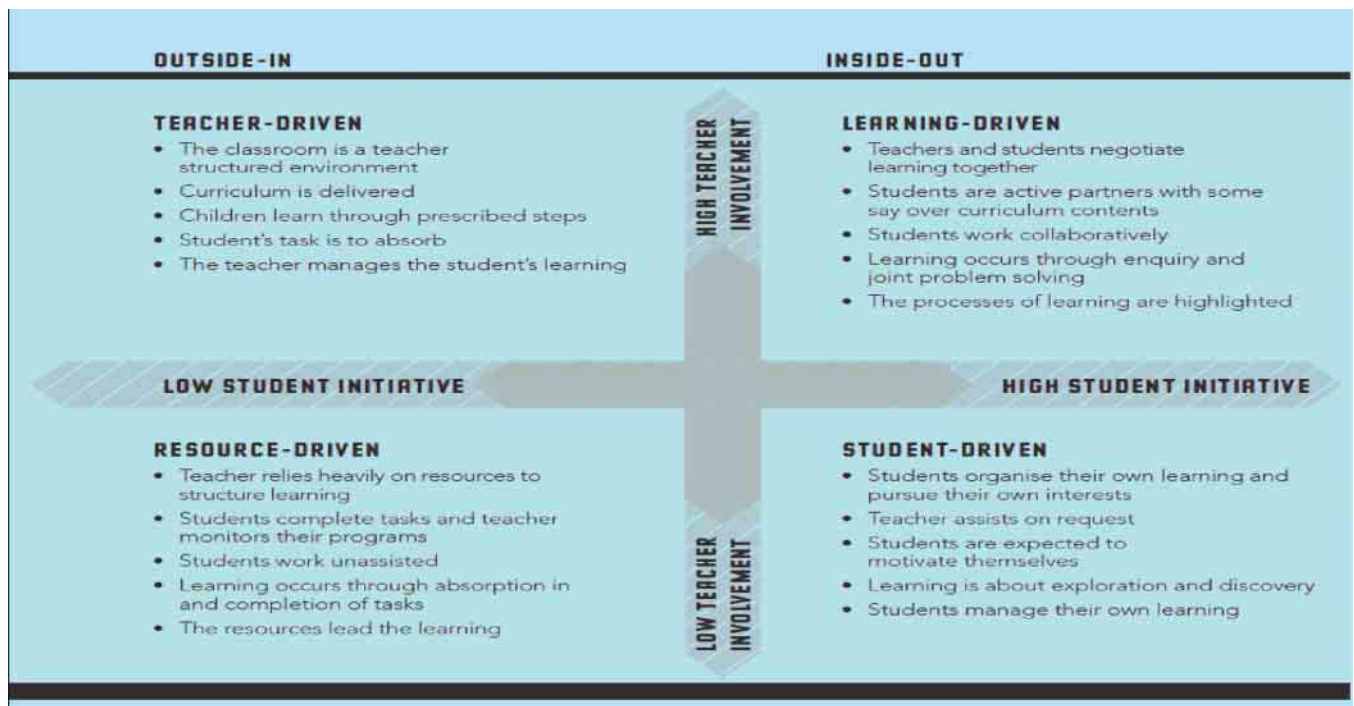 OUTSIDE-IN
INSIDE-OUT
TEACHER-DRIVEN
• The classroom is a teacher
structured environment
• Curriculum is delivered
• Children learn through prescribed steps
• Student's task is to absorb
• The teacher manages the student's learning
HIGH TEACHER
INVOLVEMENT
LEARNING-DRIVEN
• Teachers and students negotiate
learning together
• Students are active partners with some
say over curriculum contents
• Students work collaboratively
• Learning occurs through enquiry and
joint problem solving
• The processes of learning are highlighted
LOW STUDENT INITIATIVE
HIGH STUDENT INITIATIVE
RESOURCE-DRIVEN
• Teacher relies heavily on resources to
structure learning
• Students complete tasks and teacher
monitors their programs
• Students work unassisted
• Learning occurs through absorption in
and completion of tasks
• The resources lead the learning
LOW TEACHER
INVOLVEMENT
STUDENT-DRIVEN
• Students organise their own learning and
pursue their own interests
• Teacher assists on request
• Students are expected to
motivate themselves
• Learning is about exploration and discovery
• Students manage their own learning